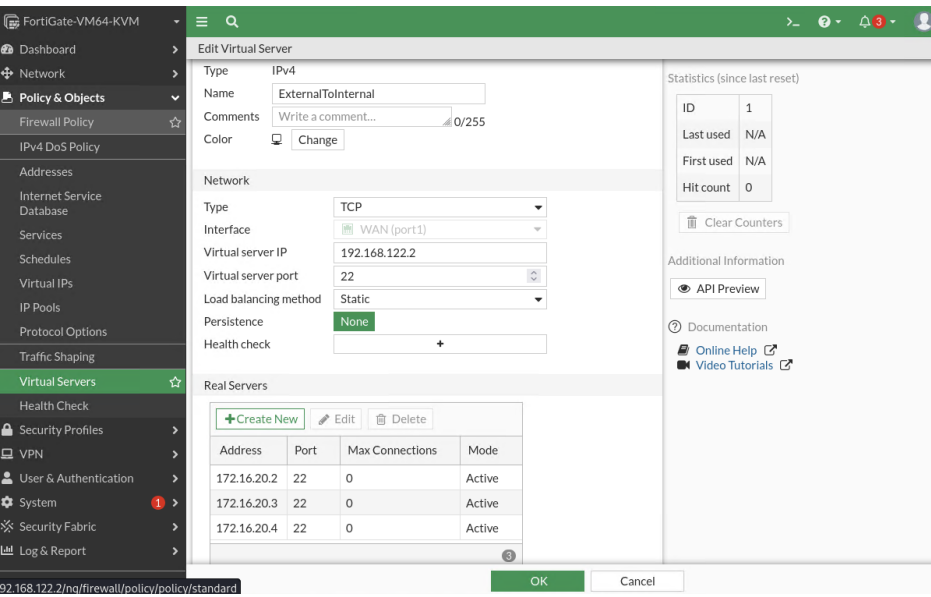 FortiGate-VM64-KVM
>_
3
Dashboard
Network
Policy & Objects
Firewall Policy
IPv4 DoS Policy
Addresses
Internet Service
Database
Services
Schedules
Virtual IPs
IP Pools
Protocol Options
Traffic Shaping
Virtual Servers
Health Check
Security Profiles
VPN
User & Authentication
System 1
Security Fabric
Log & Report
92.168.122.2/ng/firewall/policy/policy/standard
Edit Virtual Server
Type IPv4
Name ExternalToInternal
Comments Write a comment... 0/255
Color Change
Network
Type TCP
Interface WAN (port1)
Virtual server IP 192.168.122.2
Virtual server port 22
Load balancing method Static
Persistence None
Health check +
Real Servers
+Create New Edit Delete
Address Port Max Connections Mode
172.16.20.2 22 0 Active
172.16.20.3 22 0 Active
172.16.20.4 22 0 Active
3
OK Cancel
Statistics (since last reset)
ID 1
Last used N/A
First used N/A
Hit count 0
Clear Counters
Additional Information
API Preview
Documentation
Online Help
Video Tutorials